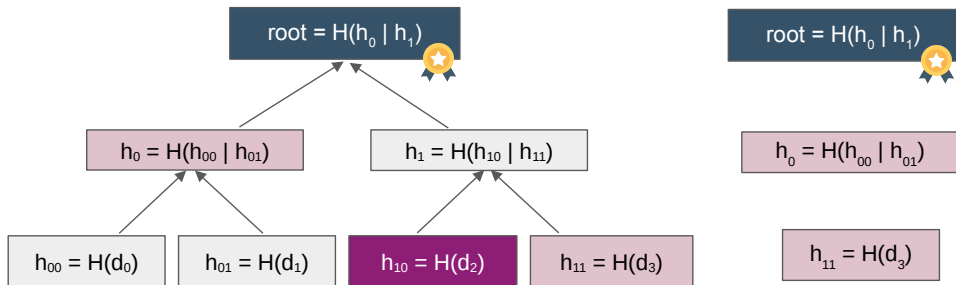 root = H(h₀ | h₁)
root = H(h₀ | h₁)
h₀ = H(h₀₀ | h₀₁)
h₁ = H(h₁₀ | h₁₁)
h₀ = H(h₀₀ | h₀₁)
h₀₀ = H(d₀)
h₀₁ = H(d₁)
h₁₀ = H(d₂)
h₁₁ = H(d₃)
h₁₁ = H(d₃)